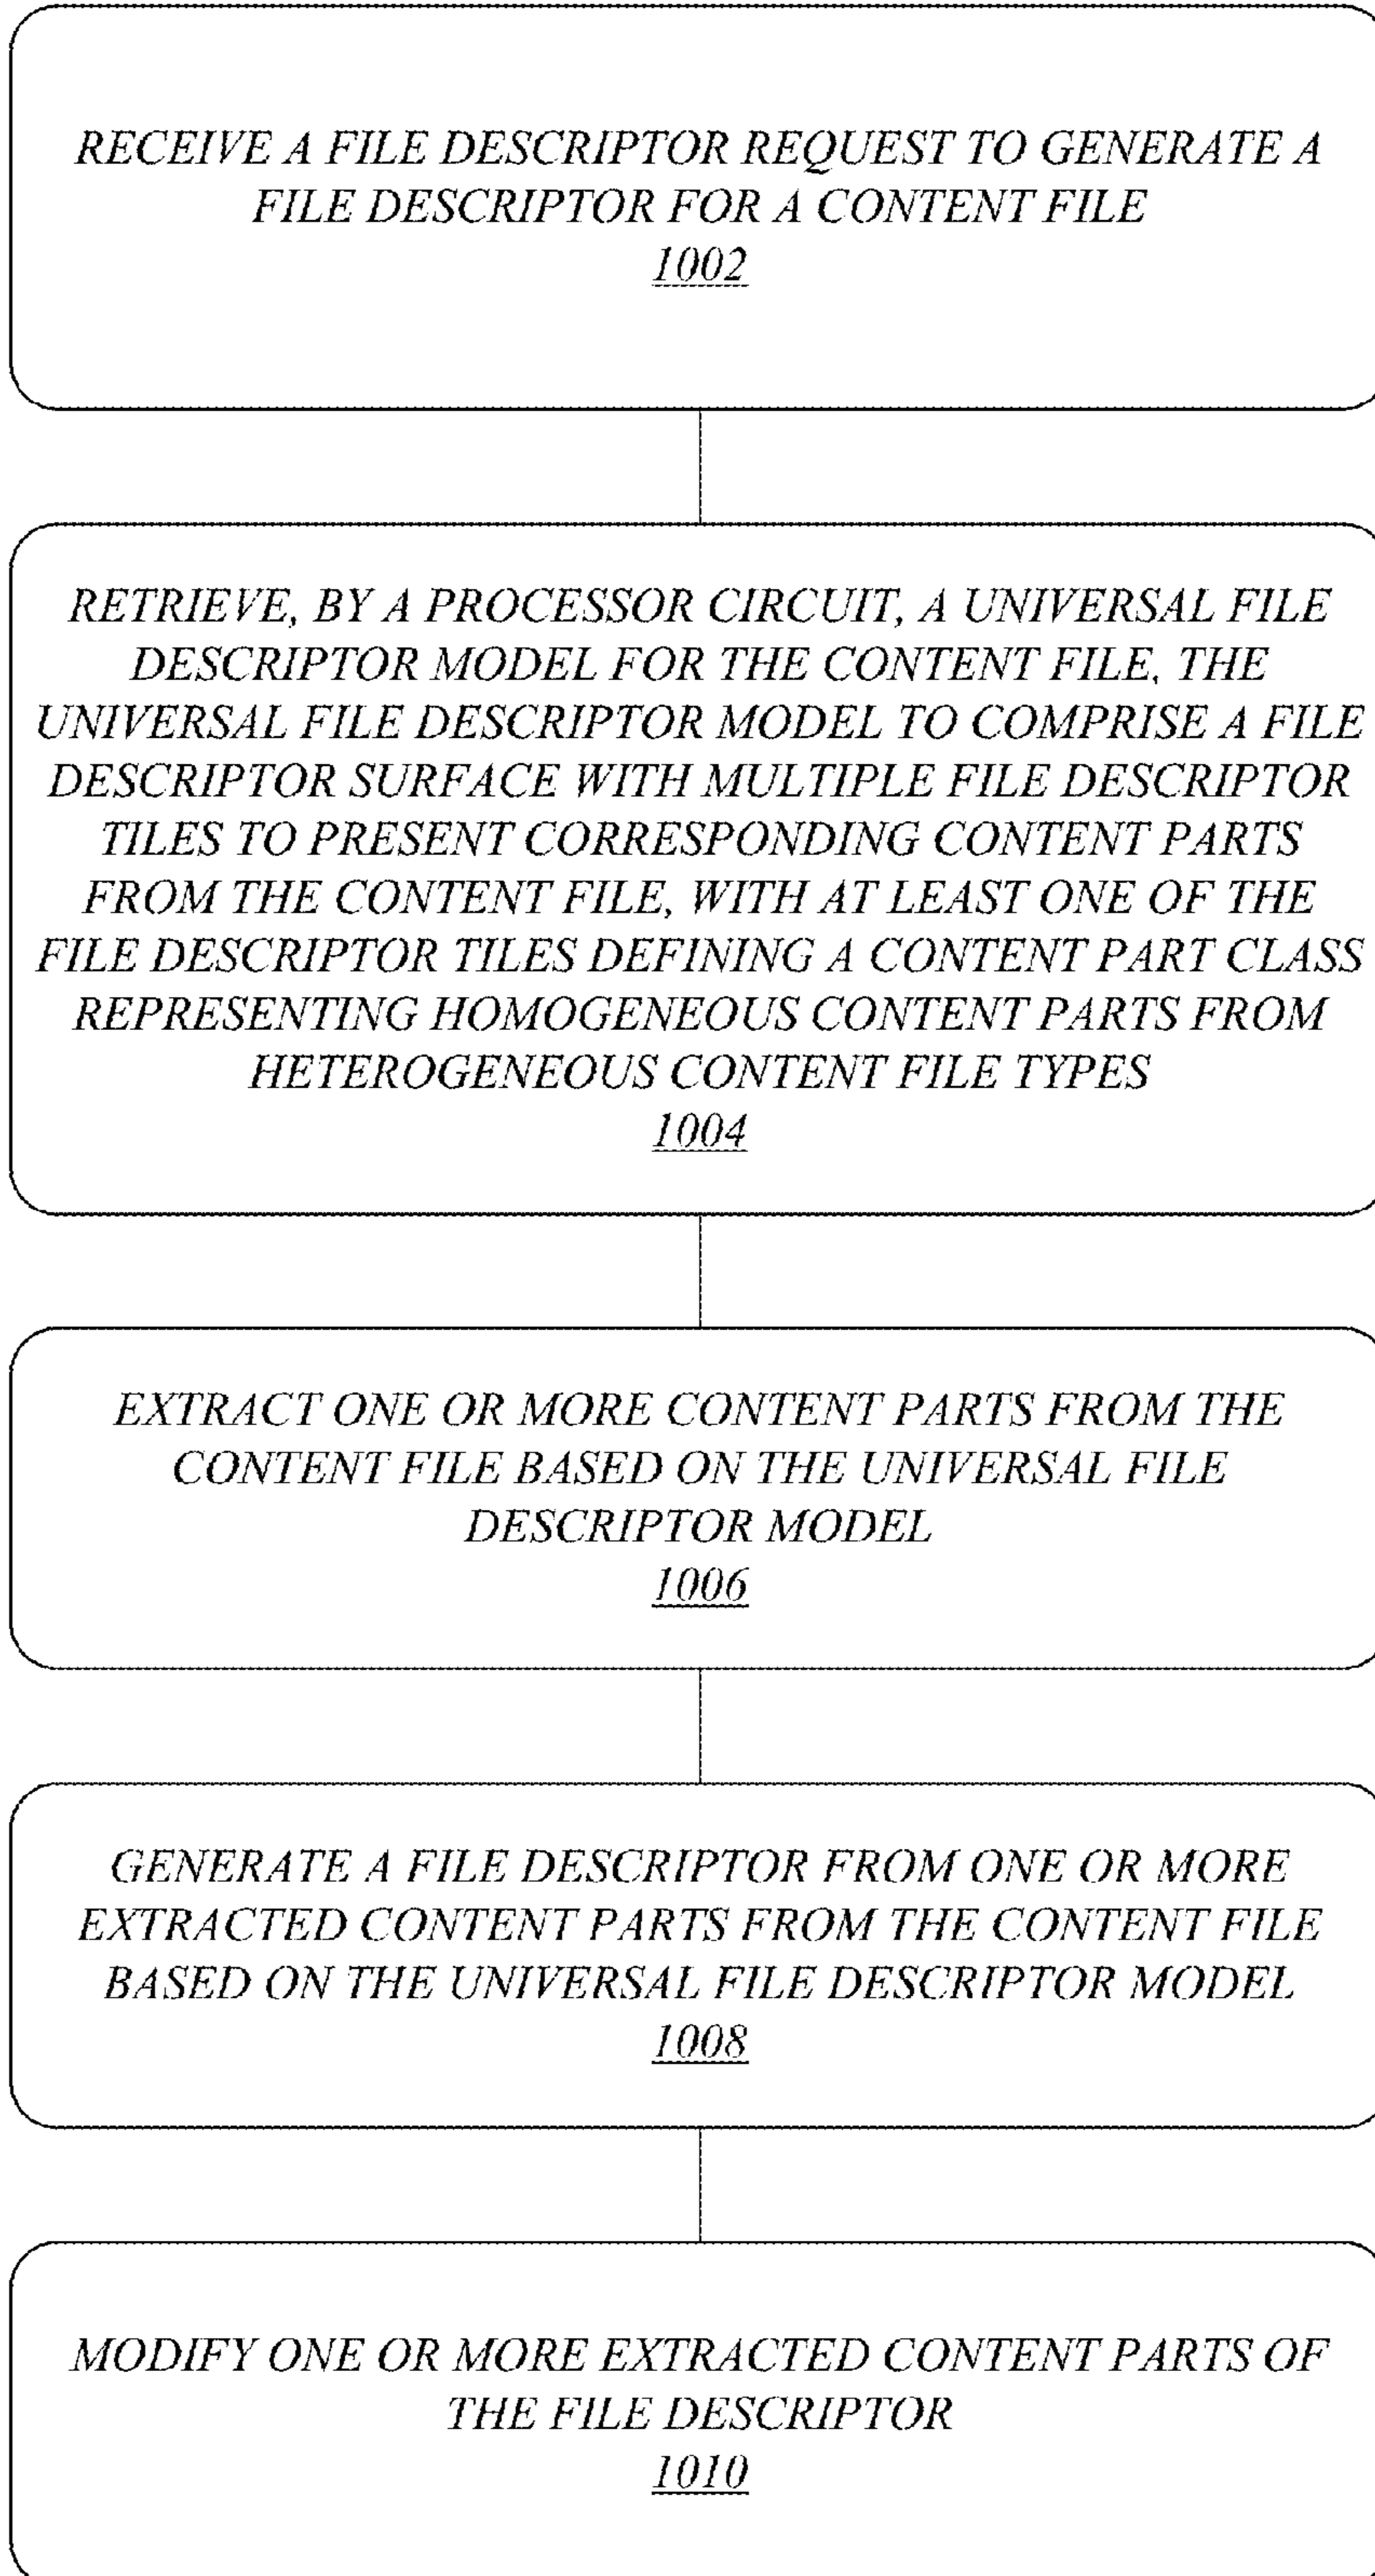 RECEIVE A FILE DESCRIPTOR REQUEST TO GENERATE A
FILE DESCRIPTOR FOR A CONTENT FILE
1002
RETRIEVE, BY A PROCESSOR CIRCUIT, A UNIVERSAL FILE
DESCRIPTOR MODEL FOR THE CONTENT FILE, THE
UNIVERSAL FILE DESCRIPTOR MODEL TO COMPRISE A FILE
DESCRIPTOR SURFACE WITH MULTIPLE FILE DESCRIPTOR
TILES TO PRESENT CORRESPONDING CONTENT PARTS
FROM THE CONTENT FILE, WITH AT LEAST ONE OF THE
FILE DESCRIPTOR TILES DEFINING A CONTENT PART CLASS
REPRESENTING HOMOGENEOUS CONTENT PARTS FROM
HETEROGENEOUS CONTENT FILE TYPES
1004
EXTRACT ONE OR MORE CONTENT PARTS FROM THE
CONTENT FILE BASED ON THE UNIVERSAL FILE
DESCRIPTOR MODEL
1006
GENERATE A FILE DESCRIPTOR FROM ONE OR MORE
EXTRACTED CONTENT PARTS FROM THE CONTENT FILE
BASED ON THE UNIVERSAL FILE DESCRIPTOR MODEL
1008
MODIFY ONE OR MORE EXTRACTED CONTENT PARTS OF
THE FILE DESCRIPTOR
1010